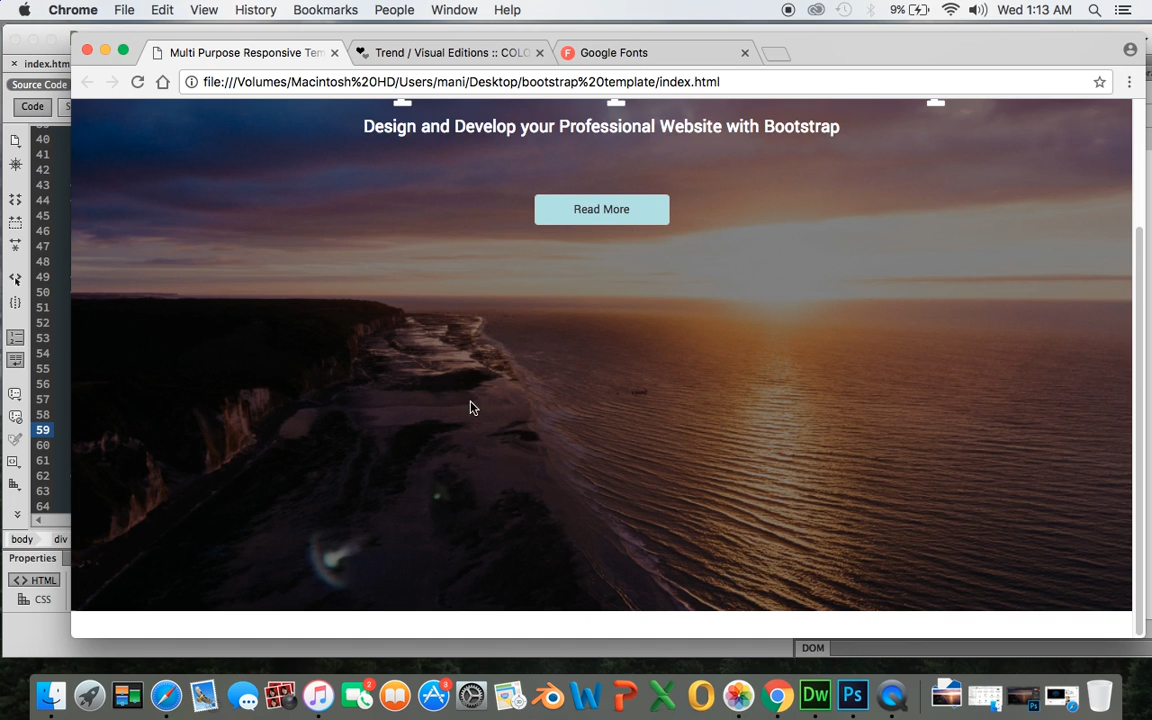 Chrome File Edit View History Bookmarks People Window Help 9% Wed 1:13 AM
Multi Purpose Responsive Tem Trend / Visual Editions :: COLO F Google Fonts
index.htm
file:///Volumes/Macintosh%20HD/Users/mani/Desktop/bootstrap%20template/index.html
Source Code
Code S
Design and Develop your Professional Website with Bootstrap
Read More
40
41
42
43
44
45
46
47
48
49
50
51
52
53
54
55
56
57
58
59
60
61
62
63
64
body div
Properties
<> HTML
CSS
DOM
2
3
W P X O Dw Ps